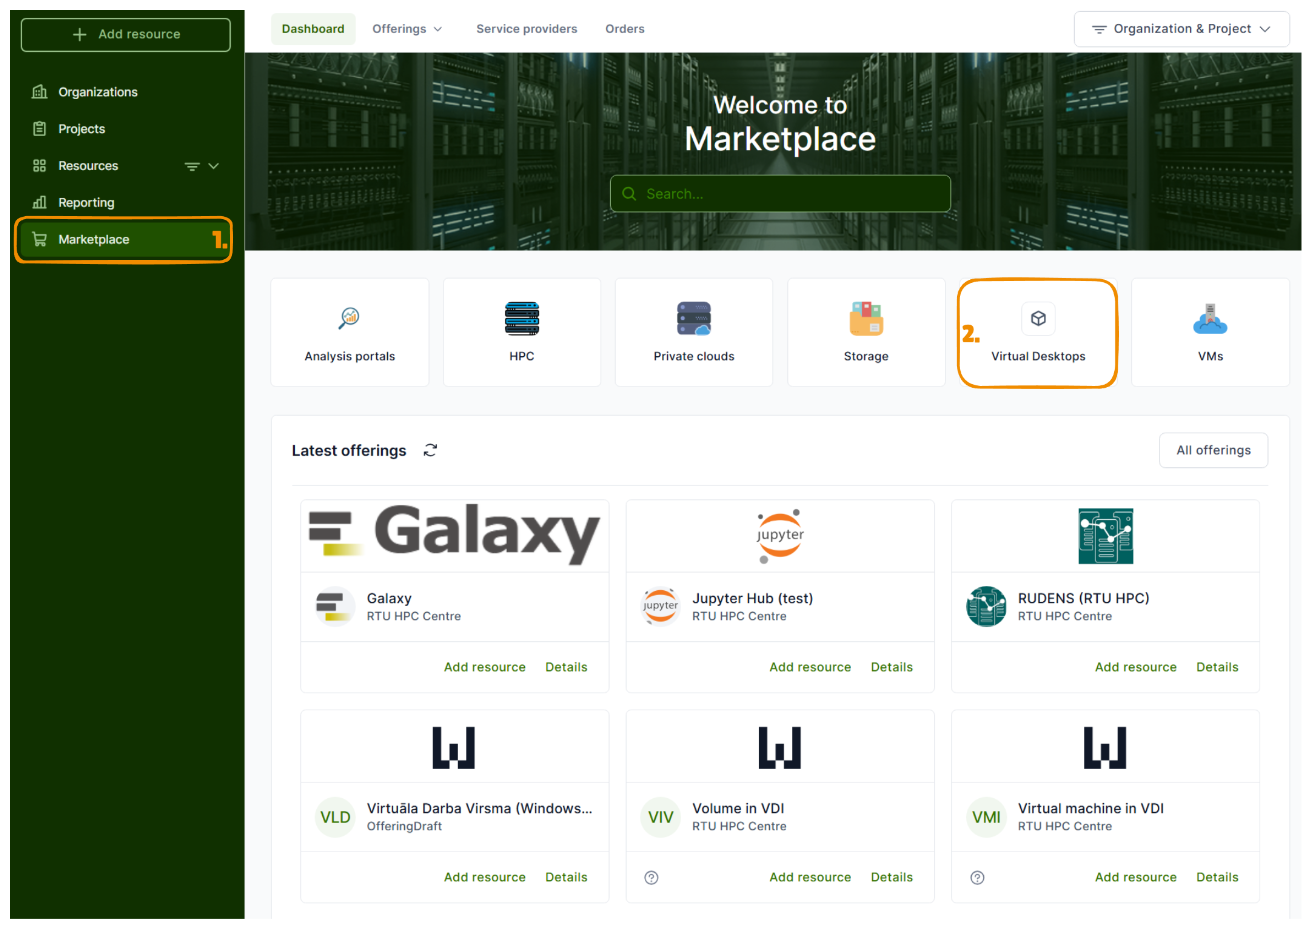 Add resource
Organizations
Projects
Resources
Reporting
Marketplace 1.
Dashboard Offerings Service providers Orders Organization & Project
Welcome to
Marketplace
Search...
Analysis portals
HPC
Private clouds
Storage
2.
Virtual Desktops
VMs
Latest offerings All offerings
Galaxy
Galaxy
RTU HPC Centre
Add resource Details
jupyter
jupyter
Jupyter Hub (test)
RTU HPC Centre
Add resource Details
RUDENS (RTU HPC)
RTU HPC Centre
Add resource Details
W
VLD
Virtuāla Darba Virsma (Windows...
OfferingDraft
Add resource Details
W
VIV
Volume in VDI
RTU HPC Centre
Add resource Details
W
VMI
Virtual machine in VDI
RTU HPC Centre
Add resource Details